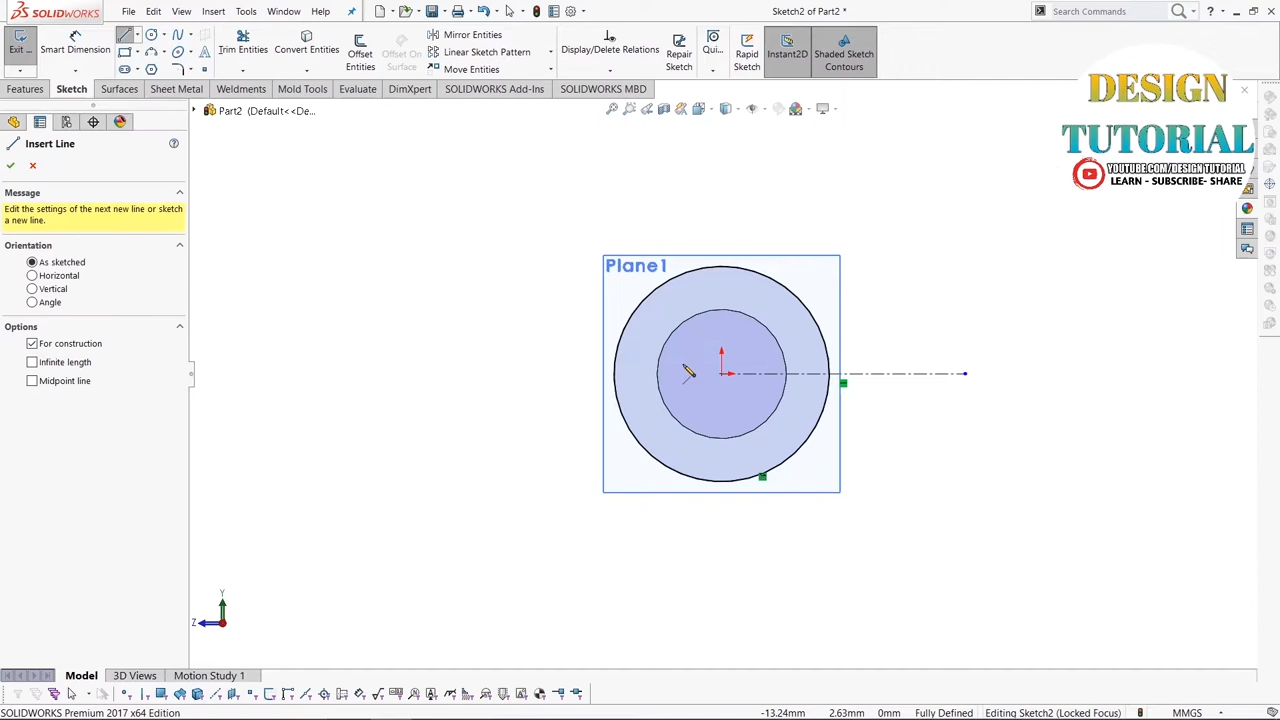 SOLIDWORKS
File
Edit
View
Insert
Tools
Window
Help
Sketch2 of Part2 *
Search Commands
Exit ...
Smart Dimension
Trim Entities
Convert Entities
Offset Entities
Offset On Surface
Mirror Entities
Linear Sketch Pattern
Move Entities
Display/Delete Relations
Repair Sketch
Qui...
Rapid Sketch
Instant2D
Shaded Sketch Contours
Features
Sketch
Surfaces
Sheet Metal
Weldments
Mold Tools
Evaluate
DimXpert
SOLIDWORKS Add-Ins
SOLIDWORKS MBD
DESIGN
TUTORIAL
YOUTUBE.COM/DESIGN TUTORIAL
LEARN - SUBSCRIBE- SHARE
Part2 (Default<<De...
Insert Line
Message
Edit the settings of the next new line or sketch
a new line.
Orientation
As sketched
Horizontal
Vertical
Angle
Options
For construction
Infinite length
Midpoint line
Plane1
Y
Z
Model
3D Views
Motion Study 1
SOLIDWORKS Premium 2017 x64 Edition
-13.24mm
2.63mm
0mm
Fully Defined
Editing Sketch2 (Locked Focus)
MMGS